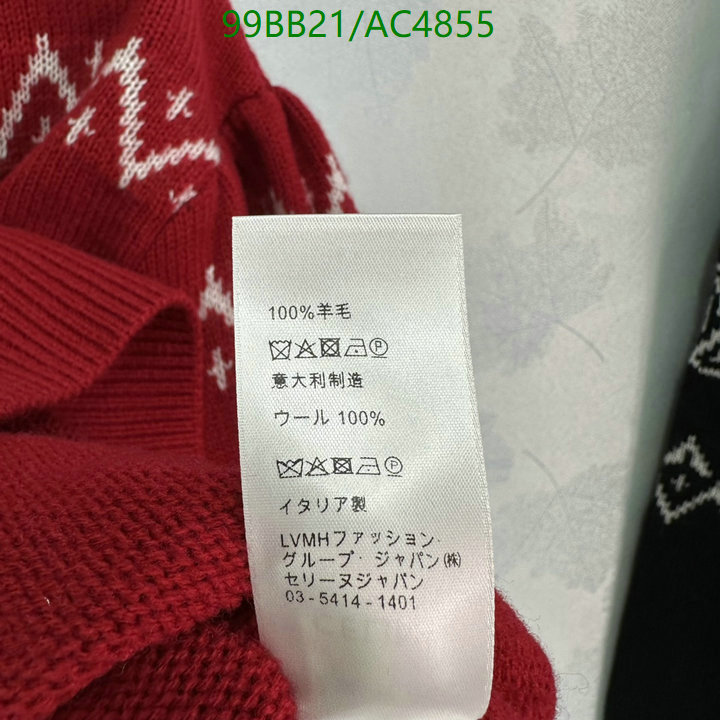 99BB21/AC4855
100%羊毛
意大利制造
ウール 100%
イタリア製
LVMHファッション・
グループ・ジャパン(株)
セリーヌジャパン
03-5414-1401